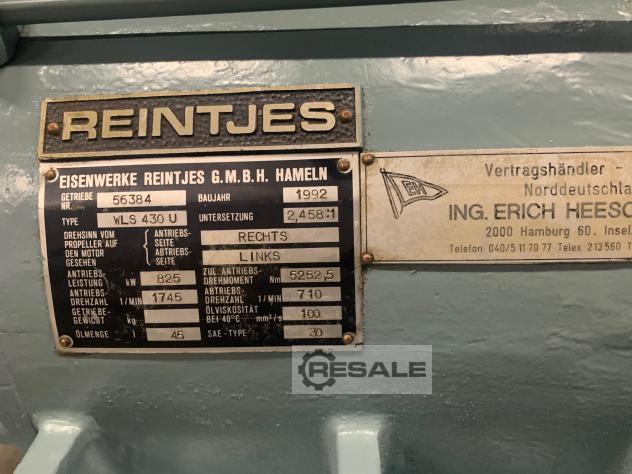 REINTJES
EISENWERKE REINTJES G.M.B.H. HAMELN
GETRIEBE NR. 56384 BAUJAHR 1992
TYPE WLS 430 U UNTERSETZUNG 2,458:1
DREHSINN VOM PROPELLER AUF DEN MOTOR GESEHEN
ANTRIEBS-SEITE RECHTS
ABTRIEBS-SEITE LINKS
ANTRIEBS-LEISTUNG kW 825 ZUL. ANTRIEBS-DREHMOMENT Nm 5252,5
ANTRIEBS-DREHZAHL 1/MIN 1745 ABTRIEBS-DREHZAHL 1/MIN 710
GETRIEBE-GEWICHT kg ÖLVISKOSITÄT BEI 40°C mm²/s 100
ÖLMENGE l 45 SAE-TYPE 30
EH
Vertragshändler -
Norddeutschla
ING. ERICH HEESC
2000 Hamburg 60, Insel
Telefon 040/5 11 70 77 Telex 213560 T
RESALE